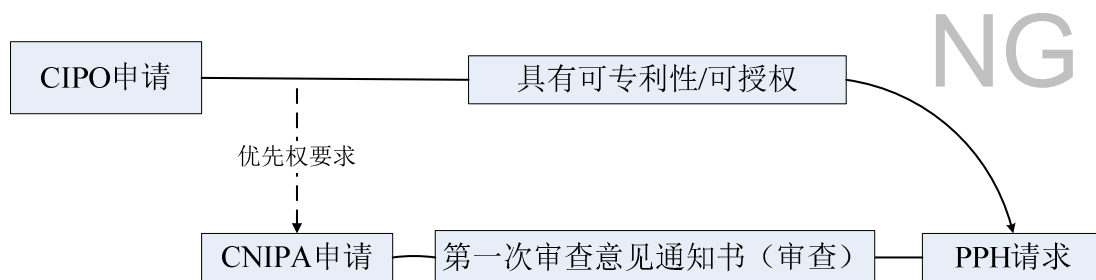 NG
CIPO申请
具有可专利性/可授权
优先权要求
CNIPA申请
第一次审查意见通知书（审查）
PPH请求